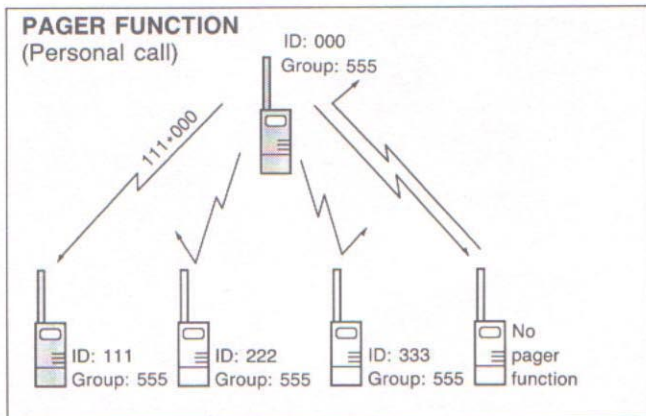 PAGER FUNCTION
(Personal call)
ID: 000
Group: 555
111*000
ID: 111
Group: 555
ID: 222
Group: 555
ID: 333
Group: 555
No
pager
function